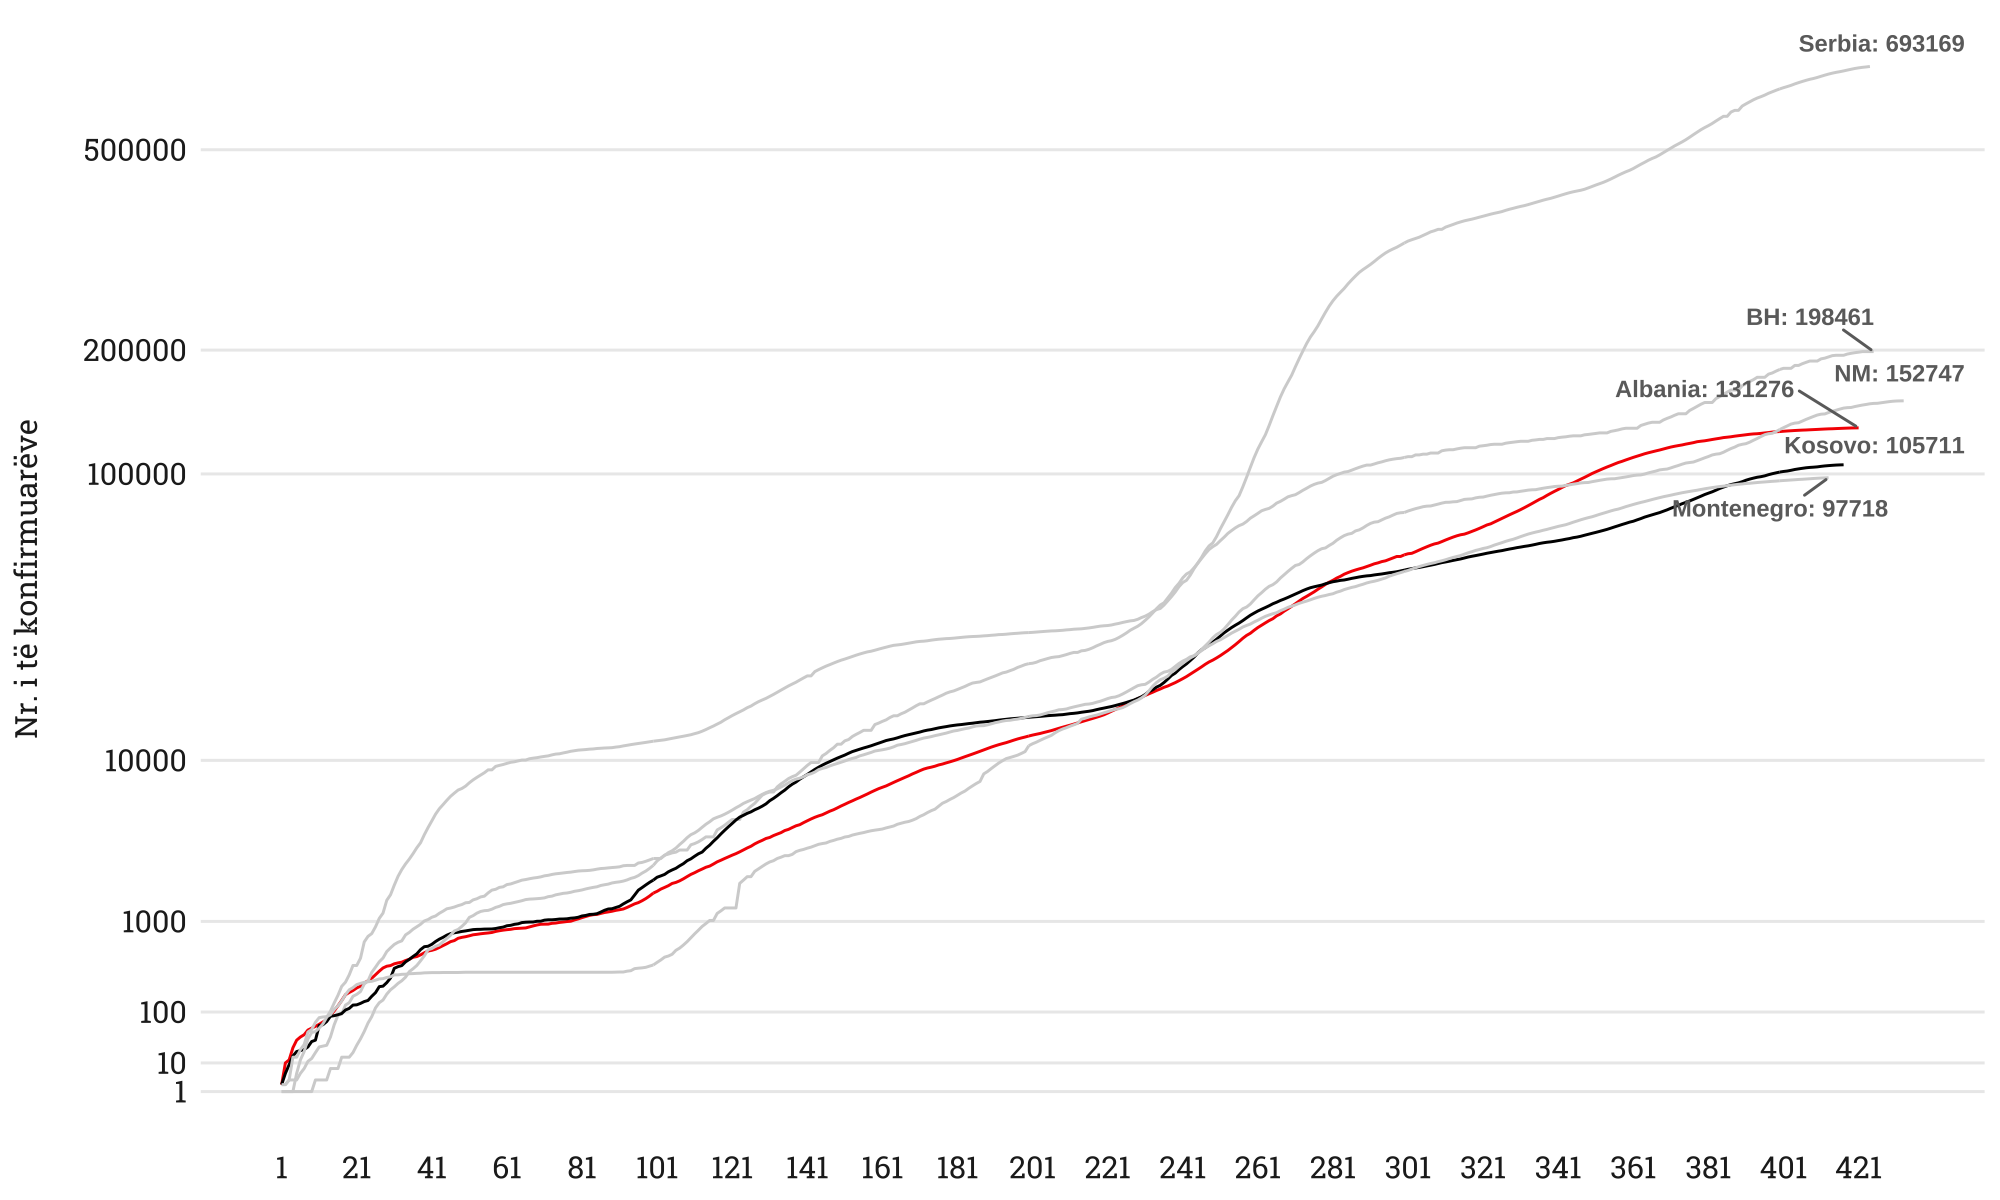 Serbia: 693169
500000
BH: 198461
200000
NM: 152747
Albania: 131276
Kosovo: 105711
100000
Montenegro: 97718
Nr. i të konfirmuarëve
10000
1000
100
10
1
1 21 41 61 81 101 121 141 161 181 201 221 241 261 281 301 321 341 361 381 401 421